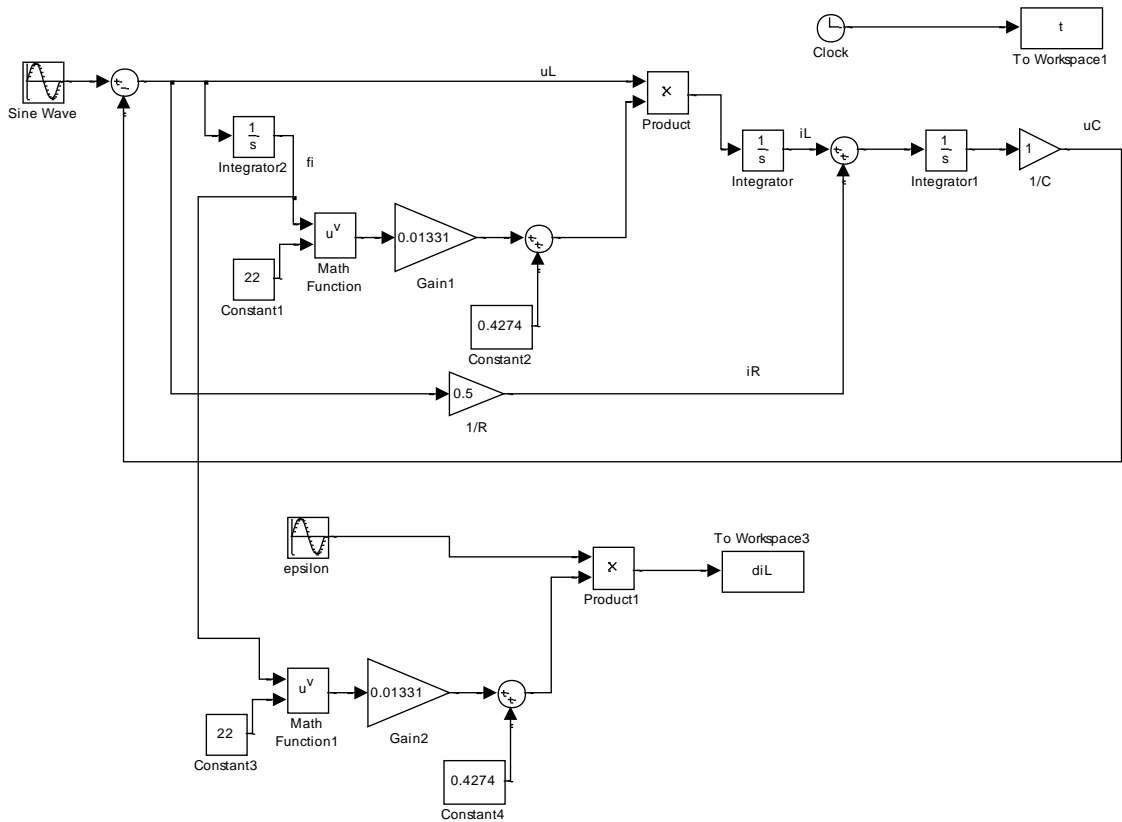 t
Clock
To Workspace1
Sine Wave
uL
×
Product
1
s
Integrator2
fi
1
s
Integrator
iL
1
s
Integrator1
1
1/C
uC
u^v
Math
Function
0.01331
Gain1
22
Constant1
0.4274
Constant2
0.5
1/R
iR
epsilon
×
Product1
To Workspace3
diL
u^v
Math
Function1
0.01331
Gain2
22
Constant3
0.4274
Constant4